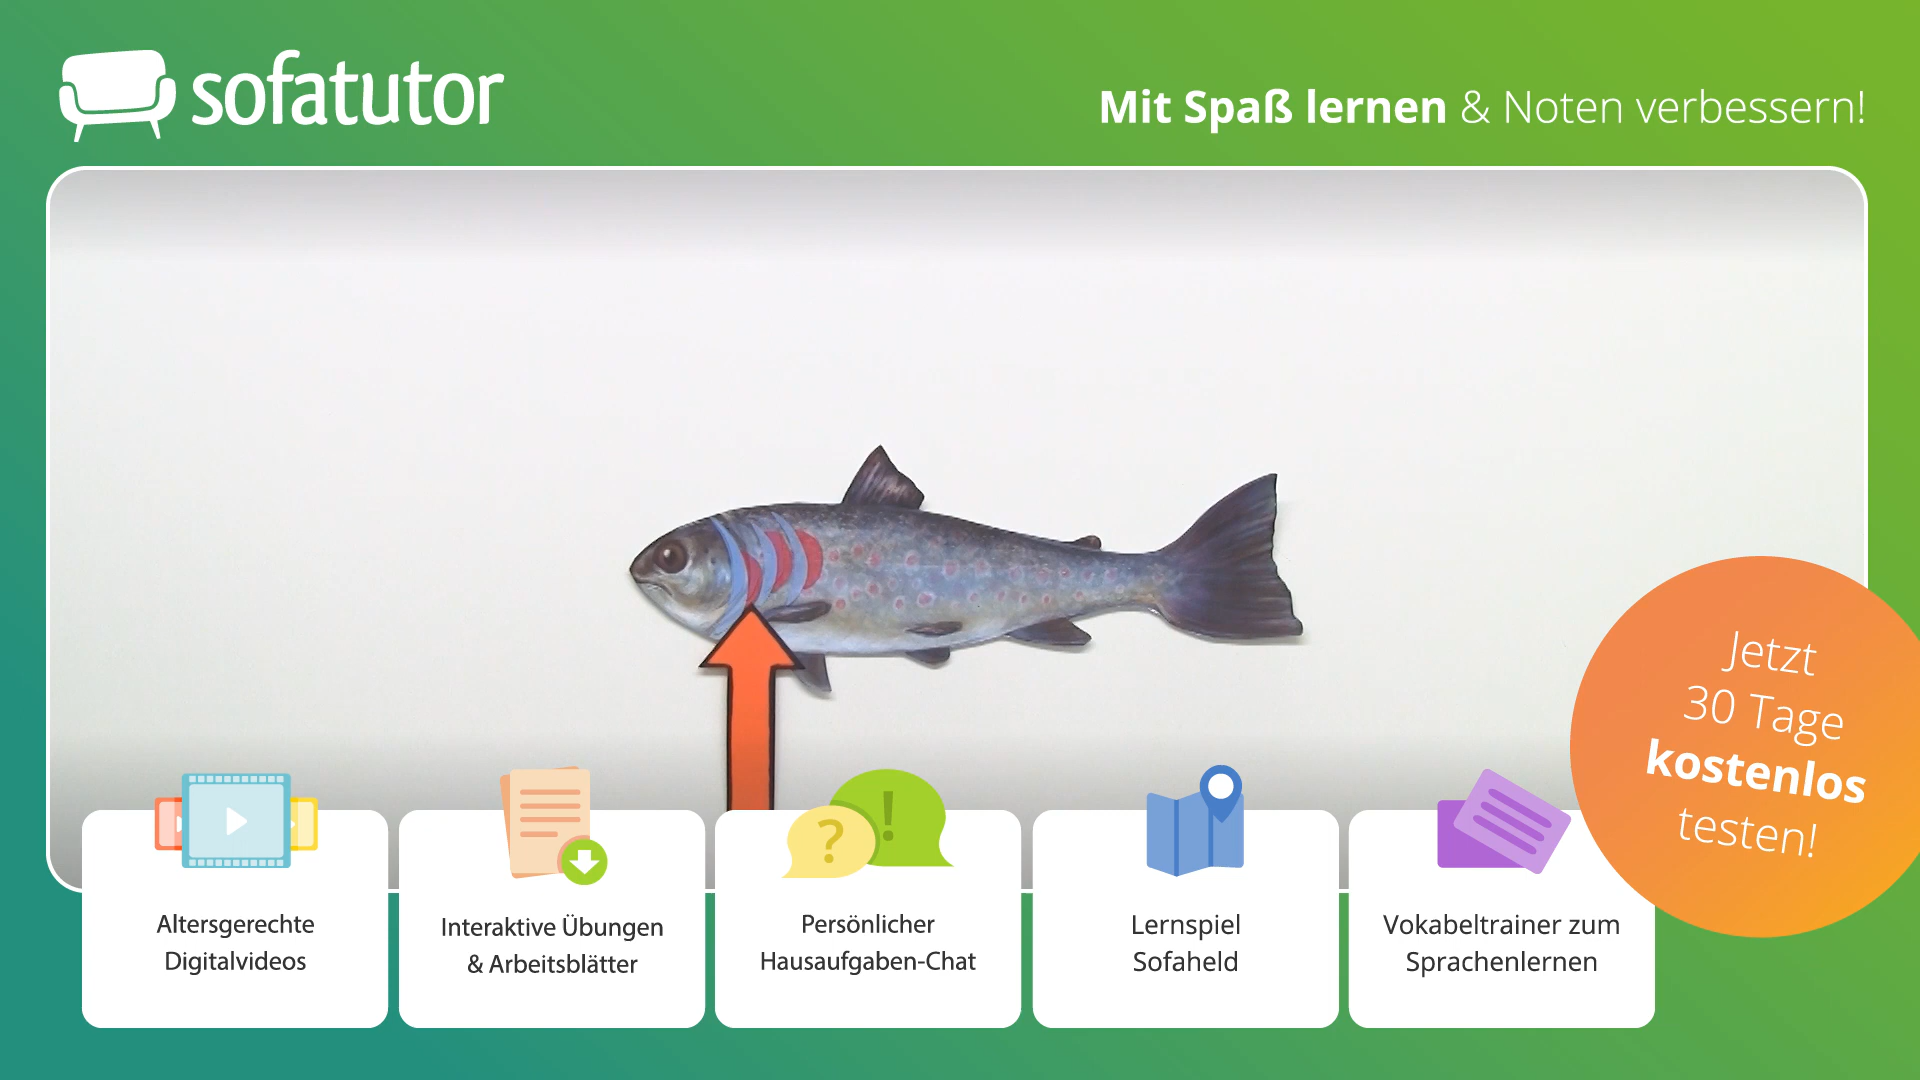 sofatutor
Mit Spaß lernen & Noten verbessern!
Jetzt
30 Tage
kostenlos
testen!
?
!
Altersgerechte
Digitalvideos
Interaktive Übungen
& Arbeitsblätter
Persönlicher
Hausaufgaben-Chat
Lernspiel
Sofaheld
Vokabeltrainer zum
Sprachenlernen